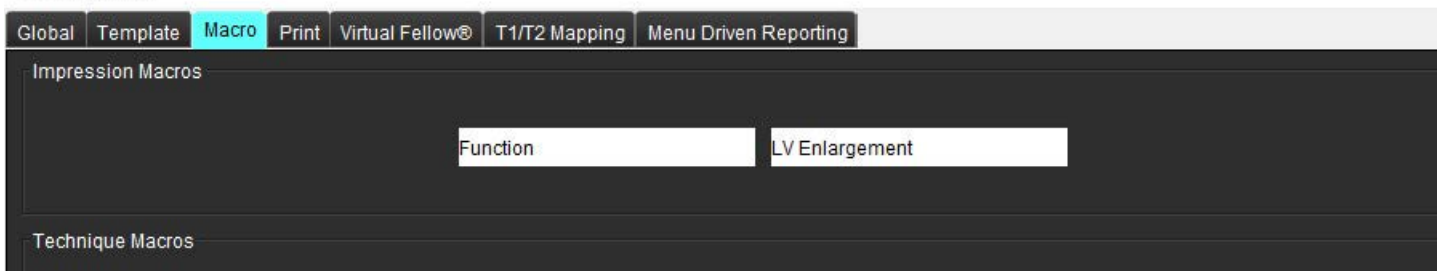 Global Template Macro Print Virtual Fellow® T1/T2 Mapping Menu Driven Reporting
Impression Macros
Function LV Enlargement
Technique Macros